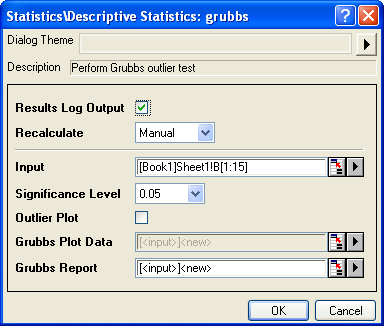 Statistics\Descriptive Statistics: grubbs
Dialog Theme
Description Perform Grubbs outlier test
Results Log Output
Recalculate Manual
Input [Book1]Sheet1!B[1:15]
Significance Level 0.05
Outlier Plot
Grubbs Plot Data [<input>]<new>
Grubbs Report [<input>]<new>
OK Cancel